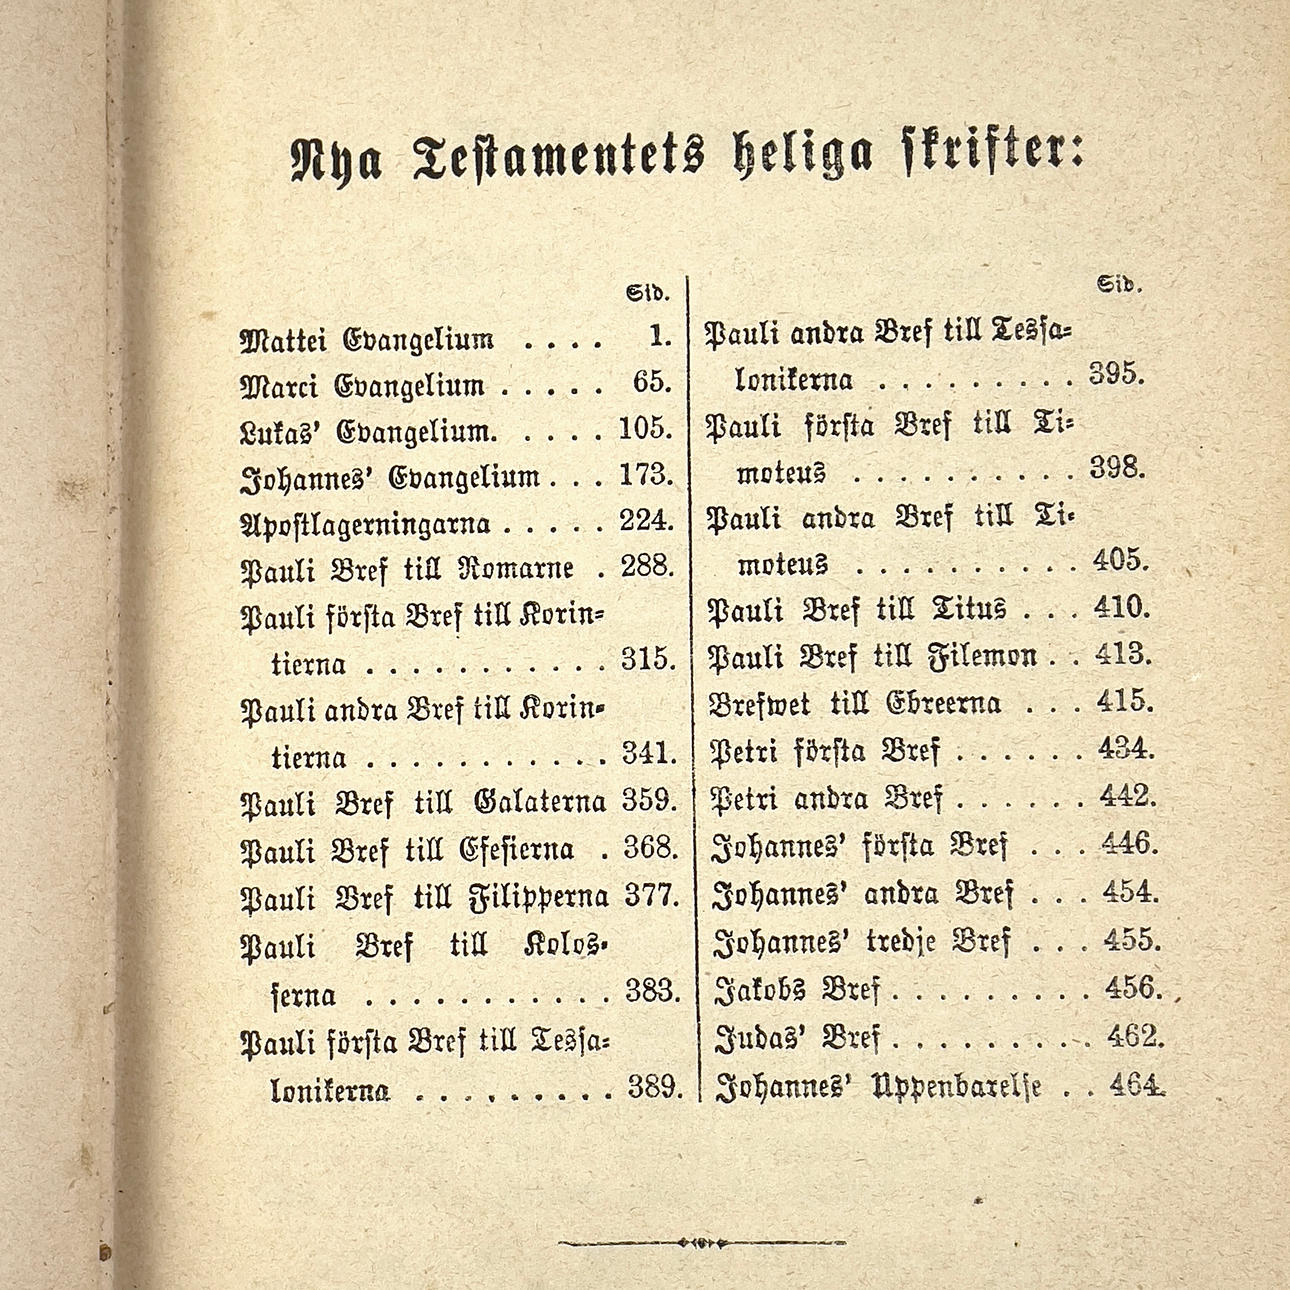 Nya Testamentets heliga skrifter:
Sid.
Mattei Evangelium . . . . 1.
Marci Evangelium . . . . . 65.
Lukas' Evangelium. . . . . 105.
Johannes' Evangelium . . . 173.
Apostlagerningarna . . . . . 224.
Pauli Bref till Romarne . 288.
Pauli första Bref till Korin-
tierna . . . . . . . . . . . 315.
Pauli andra Bref till Korin-
tierna . . . . . . . . . . . 341.
Pauli Bref till Galaterna 359.
Pauli Bref till Efesierna . 368.
Pauli Bref till Filipperna 377.
Pauli Bref till Kolos-
serna . . . . . . . . . . . 383.
Pauli första Bref till Tessa-
lonikerna . . . . . . . . . 389.
Sid.
Pauli andra Bref till Tessa-
lonikerna . . . . . . . . . 395.
Pauli första Bref till Ti-
moteus . . . . . . . . . . 398.
Pauli andra Bref till Ti-
moteus . . . . . . . . . . 405.
Pauli Bref till Titus . . . 410.
Pauli Bref till Filemon . . 413.
Brefwet till Ebreerna . . . 415.
Petri första Bref . . . . . . 434.
Petri andra Bref . . . . . . 442.
Johannes' första Bref . . . 446.
Johannes' andra Bref . . . 454.
Johannes' tredje Bref . . . 455.
Jakobs Bref . . . . . . . . . 456.
Judas' Bref . . . . . . . . . 462.
Johannes' Uppenbarelse . . 464.